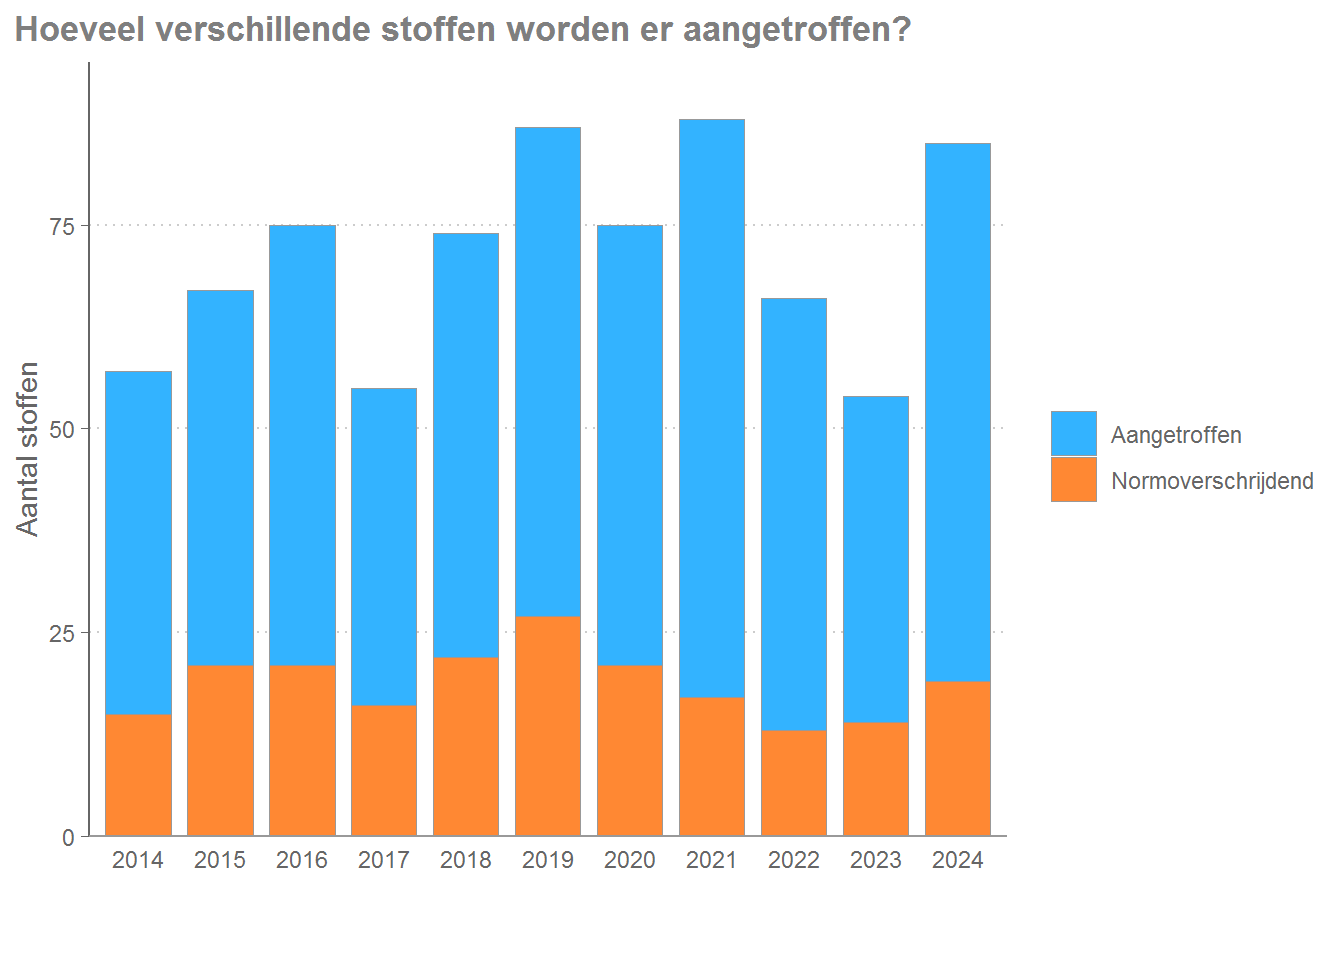 Hoeveel verschillende stoffen worden er aangetroffen?
Aantal stoffen
75
50
25
0
2014 2015 2016 2017 2018 2019 2020 2021 2022 2023 2024
Aangetroffen
Normoverschrijdend